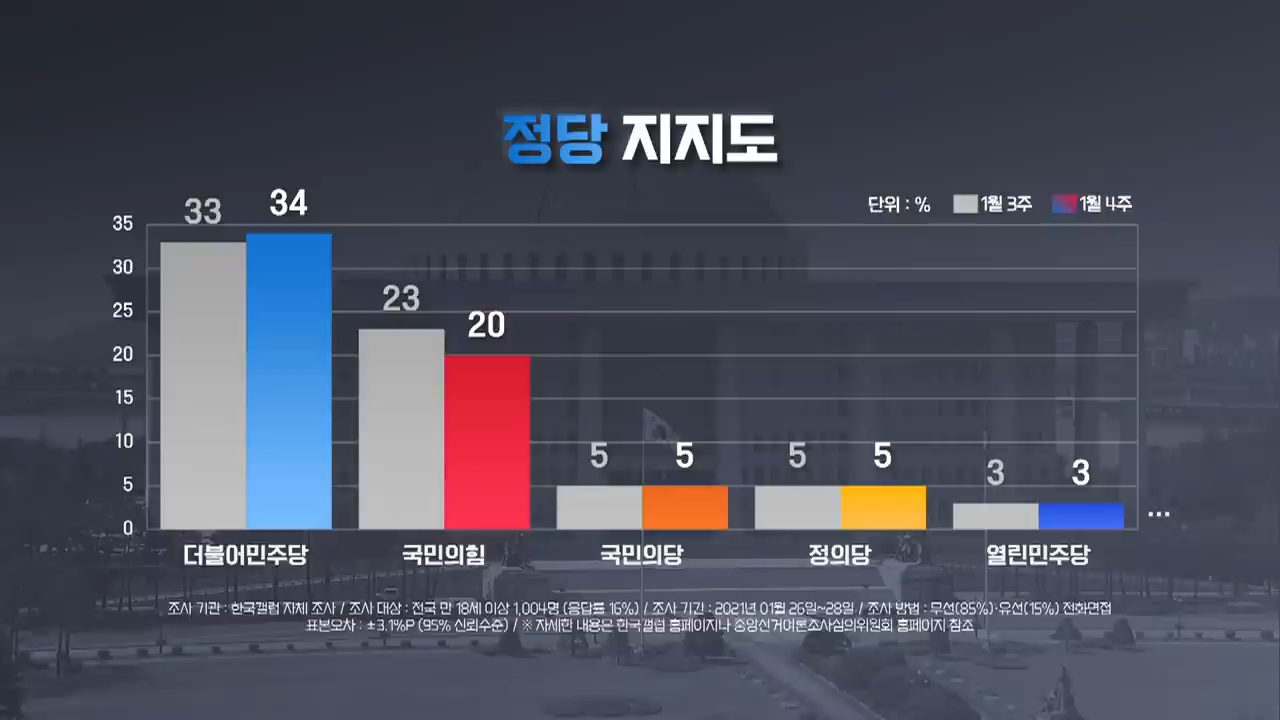 정당 지지도
단위 : % 1월 3주 1월 4주
33 34
23 20
5 5
5 5
3 3
35
30
25
20
15
10
5
0
더불어민주당 국민의힘 국민의당 정의당 열린민주당 ...
조사 기관 : 한국갤럽 자체 조사 / 조사 대상 : 전국 만 18세 이상 1,004명 (응답률 16%) / 조사 기간 : 2021년 01월 26일~28일 / 조사 방법 : 무선(85%)·유선(15%) 전화면접
표본오차 : ±3.1%P (95% 신뢰수준) / ※ 자세한 내용은 한국갤럽 홈페이지나 중앙선거여론조사심의위원회 홈페이지 참조